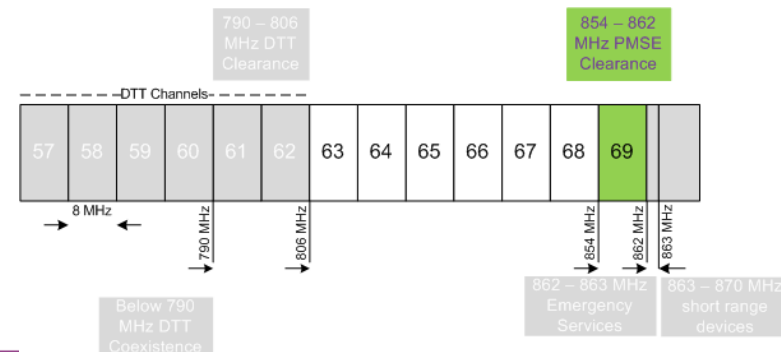 790 – 806
MHz DTT
Clearance
854 – 862
MHz PMSE
Clearance
DTT Channels
57 58 59 60 61 62 63 64 65 66 67 68 69
8 MHz
790 MHz
806 MHz
854 MHz
862 MHz
863 MHz
Below 790
MHz DTT
Coexistence
862 – 863 MHz
Emergency
Services
863 – 870 MHz
short range
devices